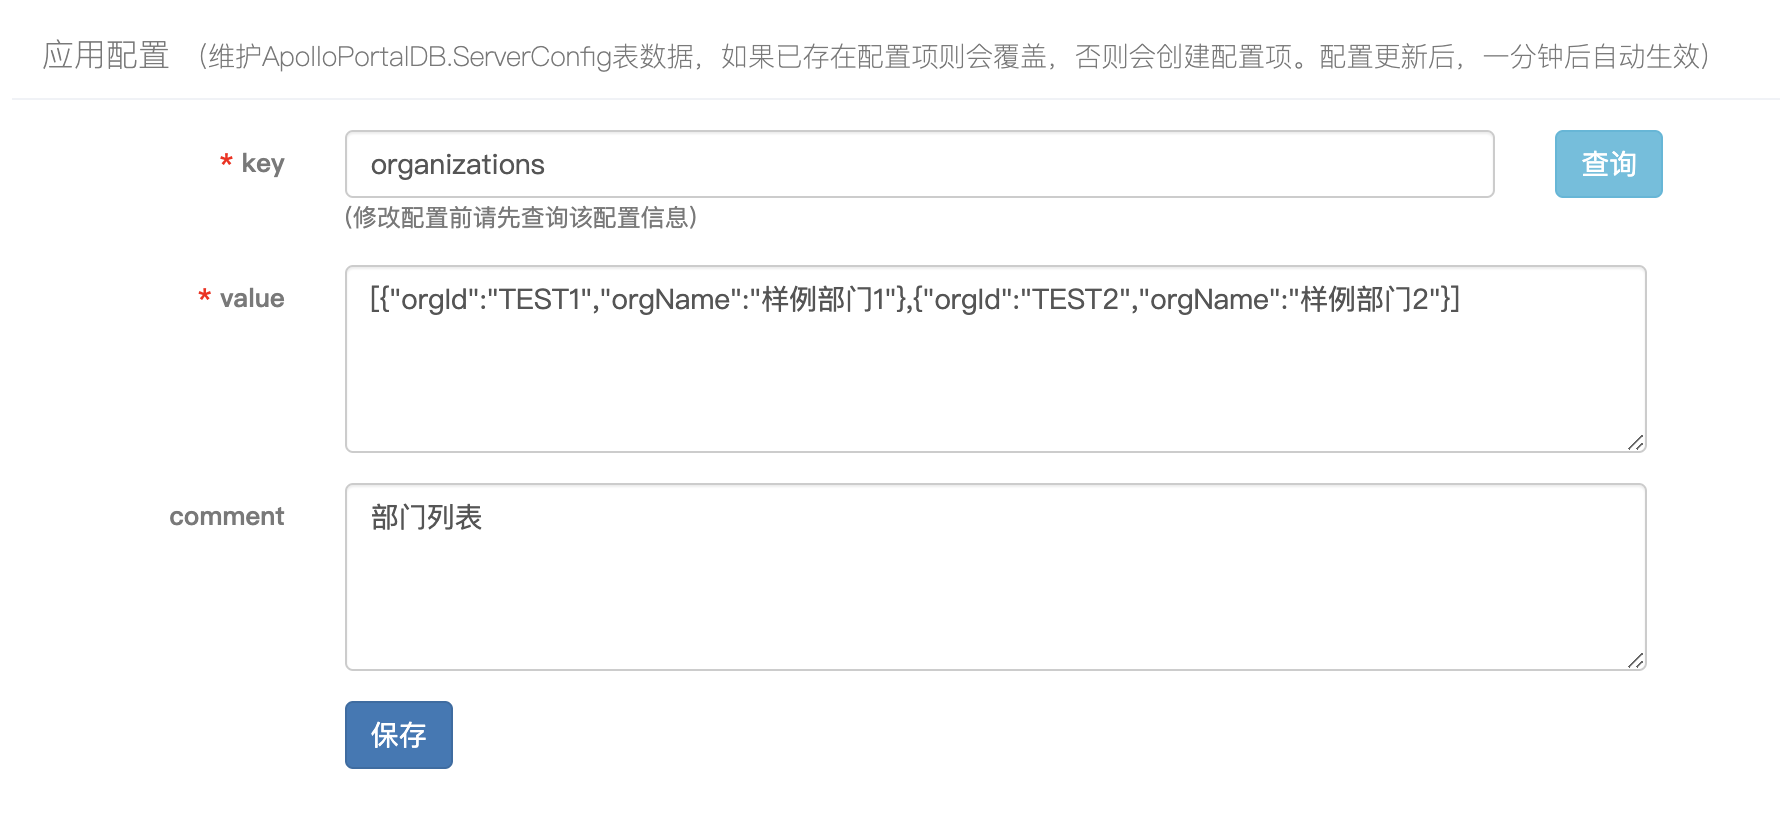 应用配置 （维护ApolloPortalDB.ServerConfig表数据，如果已存在配置项则会覆盖，否则会创建配置项。配置更新后，一分钟后自动生效）
* key organizations 查询
(修改配置前请先查询该配置信息)
* value [{"orgId":"TEST1","orgName":"样例部门1"},{"orgId":"TEST2","orgName":"样例部门2"}]
comment 部门列表
保存